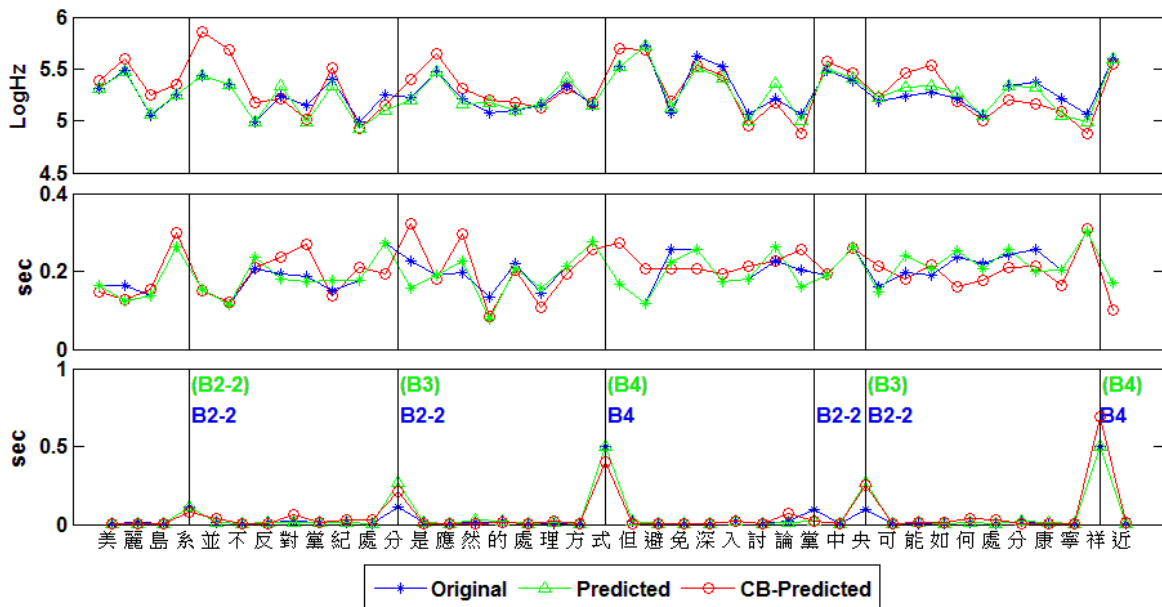 6
5.5
5
4.5
LogHz
0.4
0.2
0
sec
1
0.5
0
sec
(B2-2) (B3) (B4) (B3) (B4)
B2-2 B2-2 B4 B2-2 B2-2 B4
美麗島系並不反對黨紀處分是應然的處理方式但避免深入討論黨中央可能如何處分康寧祥近
Original Predicted CB-Predicted